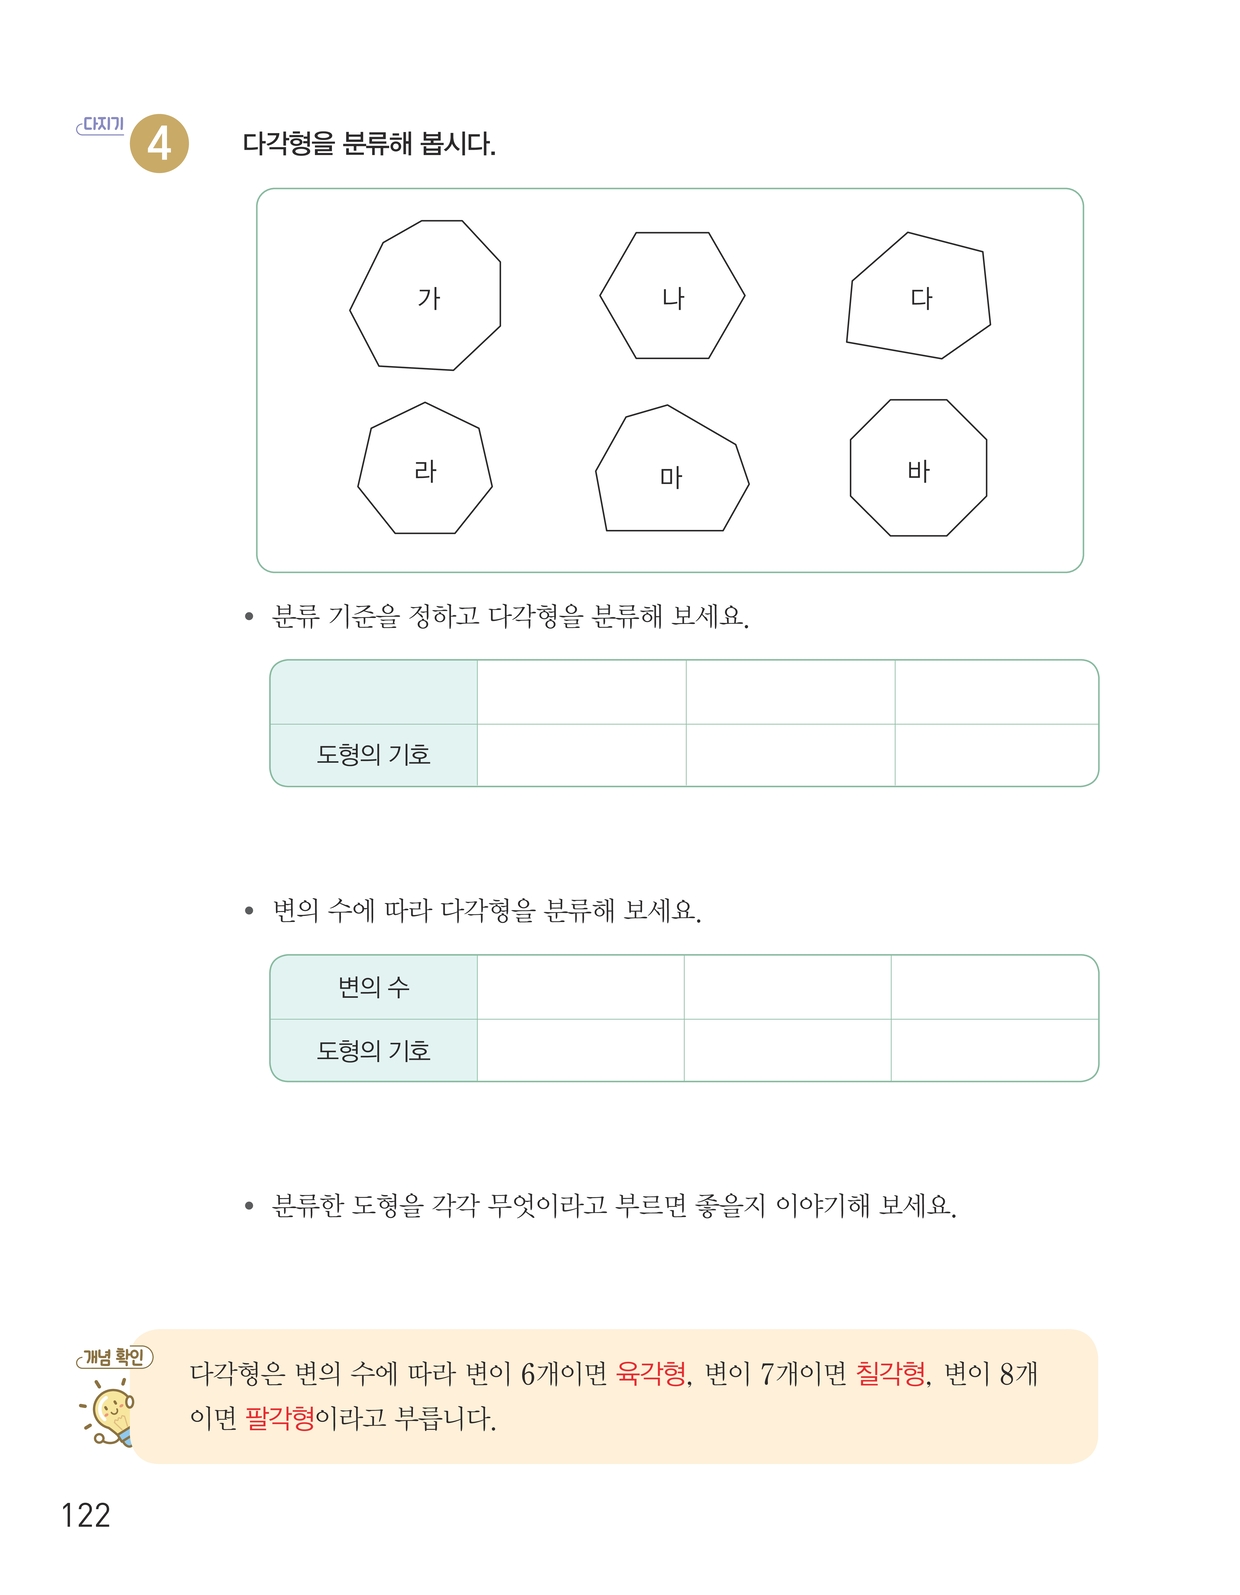 다지기
4
다각형을 분류해 봅시다.
가
나
다
라
마
바
• 분류 기준을 정하고 다각형을 분류해 보세요.
도형의 기호
• 변의 수에 따라 다각형을 분류해 보세요.
변의 수
도형의 기호
• 분류한 도형을 각각 무엇이라고 부르면 좋을지 이야기해 보세요.
개념 확인
다각형은 변의 수에 따라 변이 6개이면 육각형, 변이 7개이면 칠각형, 변이 8개
이면 팔각형이라고 부릅니다.
122